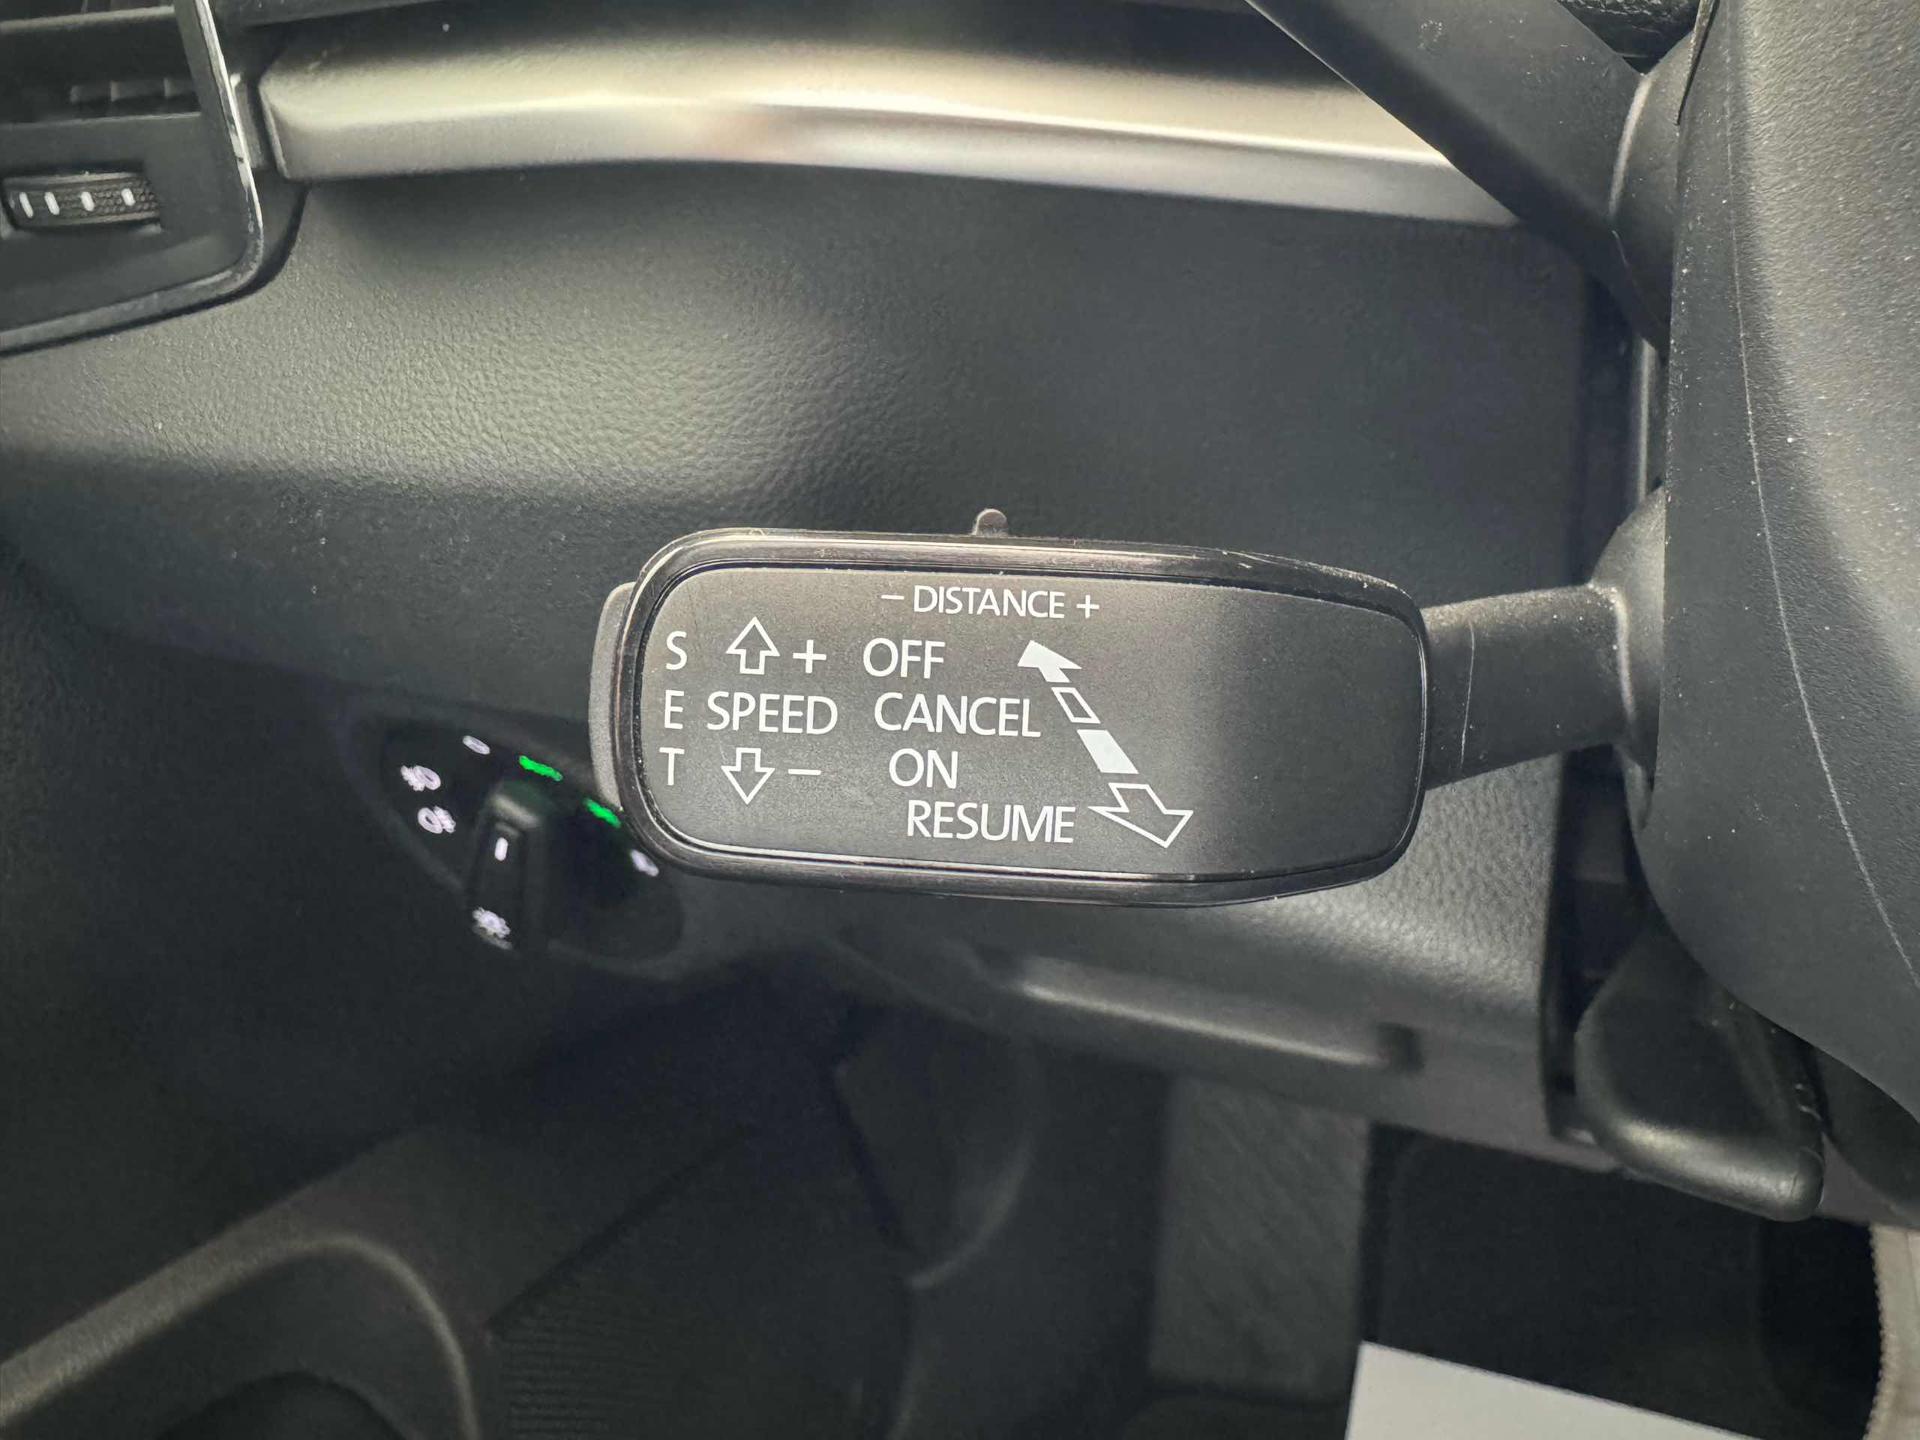 – DISTANCE +
S + OFF
E SPEED CANCEL
T – ON
RESUME